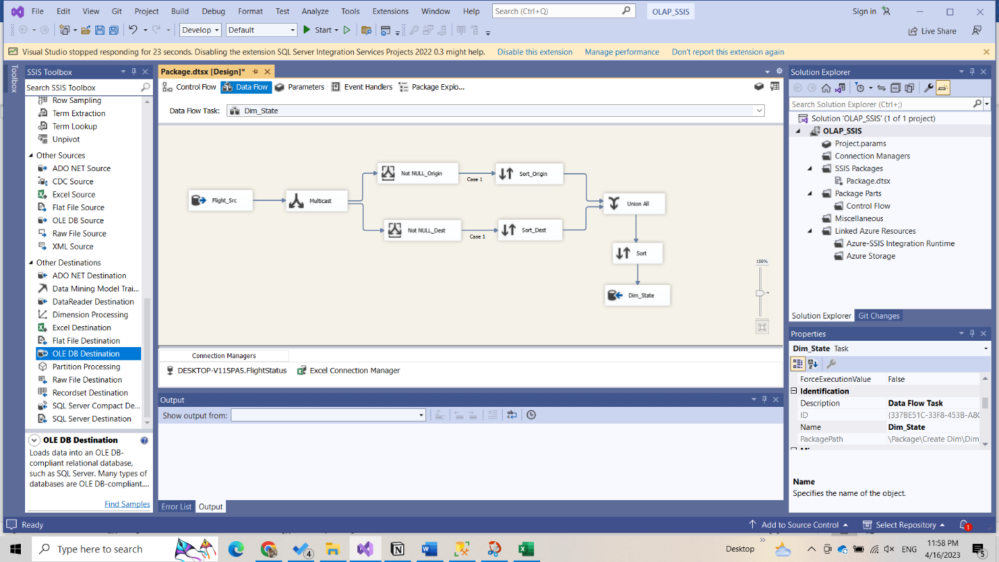 File Edit View Git Project Build Debug Format Test Analyze Tools Extensions Window Help Search (Ctrl+Q) OLAP_SSIS Sign in
Develop Default Start Live Share
Visual Studio stopped responding for 23 seconds. Disabling the extension SQL Server Integration Services Projects 2022 0.3 might help. Disable this extension Manage performance Don't report this extension again
Toolbox
SSIS Toolbox
Search SSIS Toolbox
Row Sampling
Term Extraction
Term Lookup
Unpivot
Other Sources
ADO NET Source
CDC Source
Excel Source
Flat File Source
OLE DB Source
Raw File Source
XML Source
Other Destinations
ADO NET Destination
Data Mining Model Trai...
DataReader Destination
Dimension Processing
Excel Destination
Flat File Destination
OLE DB Destination
Partition Processing
Raw File Destination
Recordset Destination
SQL Server Compact De...
SQL Server Destination
OLE DB Destination
Loads data into an OLE DB-
compliant relational database,
such as SQL Server. Many types of
databases are OLE DB-compliant....
Find Samples
Package.dtsx [Design]*
Control Flow Data Flow Parameters Event Handlers Package Explo...
Data Flow Task: Dim_State
Flight_Src
Multicast
Not NULL_Origin
Case 1
Sort_Origin
Not NULL_Dest
Case 1
Sort_Dest
Union All
Sort
Dim_State
100%
Connection Managers
DESKTOP-V115PA5.FlightStatus Excel Connection Manager
Output
Show output from:
Error List Output
Solution Explorer
Search Solution Explorer (Ctrl+;)
Solution 'OLAP_SSIS' (1 of 1 project)
OLAP_SSIS
Project.params
Connection Managers
SSIS Packages
Package.dtsx
Package Parts
Control Flow
Miscellaneous
Linked Azure Resources
Azure-SSIS Integration Runtime
Azure Storage
Solution Explorer Git Changes
Properties
Dim_State Task
ForceExecutionValue False
Identification
Description Data Flow Task
ID {337BE51C-33F8-453B-A8C
Name Dim_State
PackagePath \Package\Create Dim\Dim
Name
Specifies the name of the object.
Ready Add to Source Control Select Repository 1
Type here to search 4 Desktop ENG 11:58 PM
4/16/2023 5